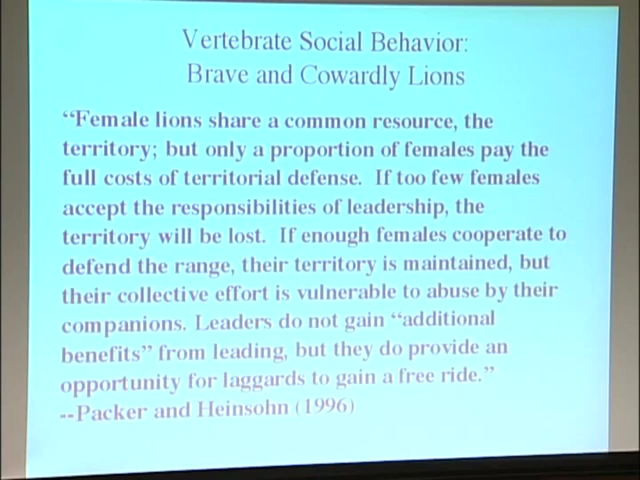 Vertebrate Social Behavior:
Brave and Cowardly Lions
“Female lions share a common resource, the
territory; but only a proportion of females pay the
full costs of territorial defense.  If too few females
accept the responsibilities of leadership, the
territory will be lost.  If enough females cooperate to
defend the range, their territory is maintained, but
their collective effort is vulnerable to abuse by their
companions. Leaders do not gain “additional
benefits” from leading, but they do provide an
opportunity for laggards to gain a free ride.”
--Packer and Heinsohn (1996)